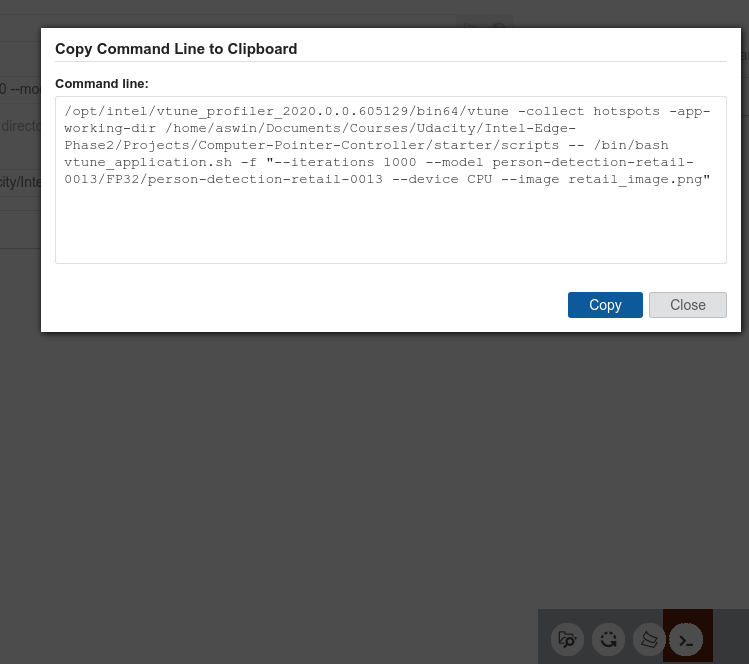 Copy Command Line to Clipboard
Command line:
/opt/intel/vtune_profiler_2020.0.0.605129/bin64/vtune -collect hotspots -app-
working-dir /home/aswin/Documents/Courses/Udacity/Intel-Edge-
Phase2/Projects/Computer-Pointer-Controller/starter/scripts -- /bin/bash
vtune_application.sh -f "--iterations 1000 --model person-detection-retail-
0013/FP32/person-detection-retail-0013 --device CPU --image retail_image.png"
Copy
Close
0 --mo
directo
city/Inte